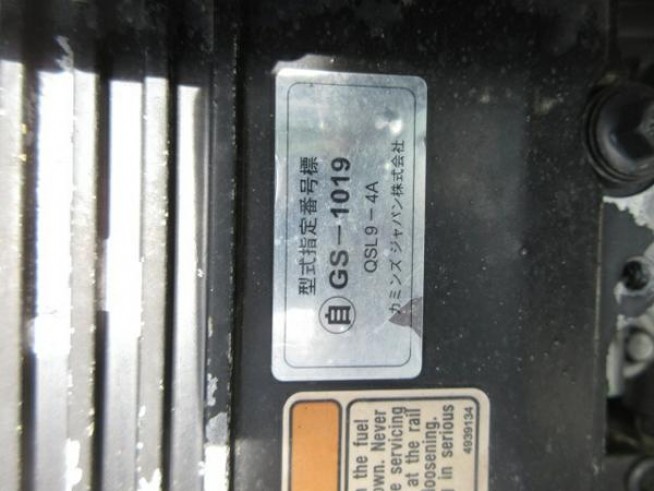 型式指定番号標
自 GS-1019
QSL9-4A
カミンズ ジャパン株式会社
the fuel
own. Never
e servicing
at the rail
loosening.
in serious
4939134